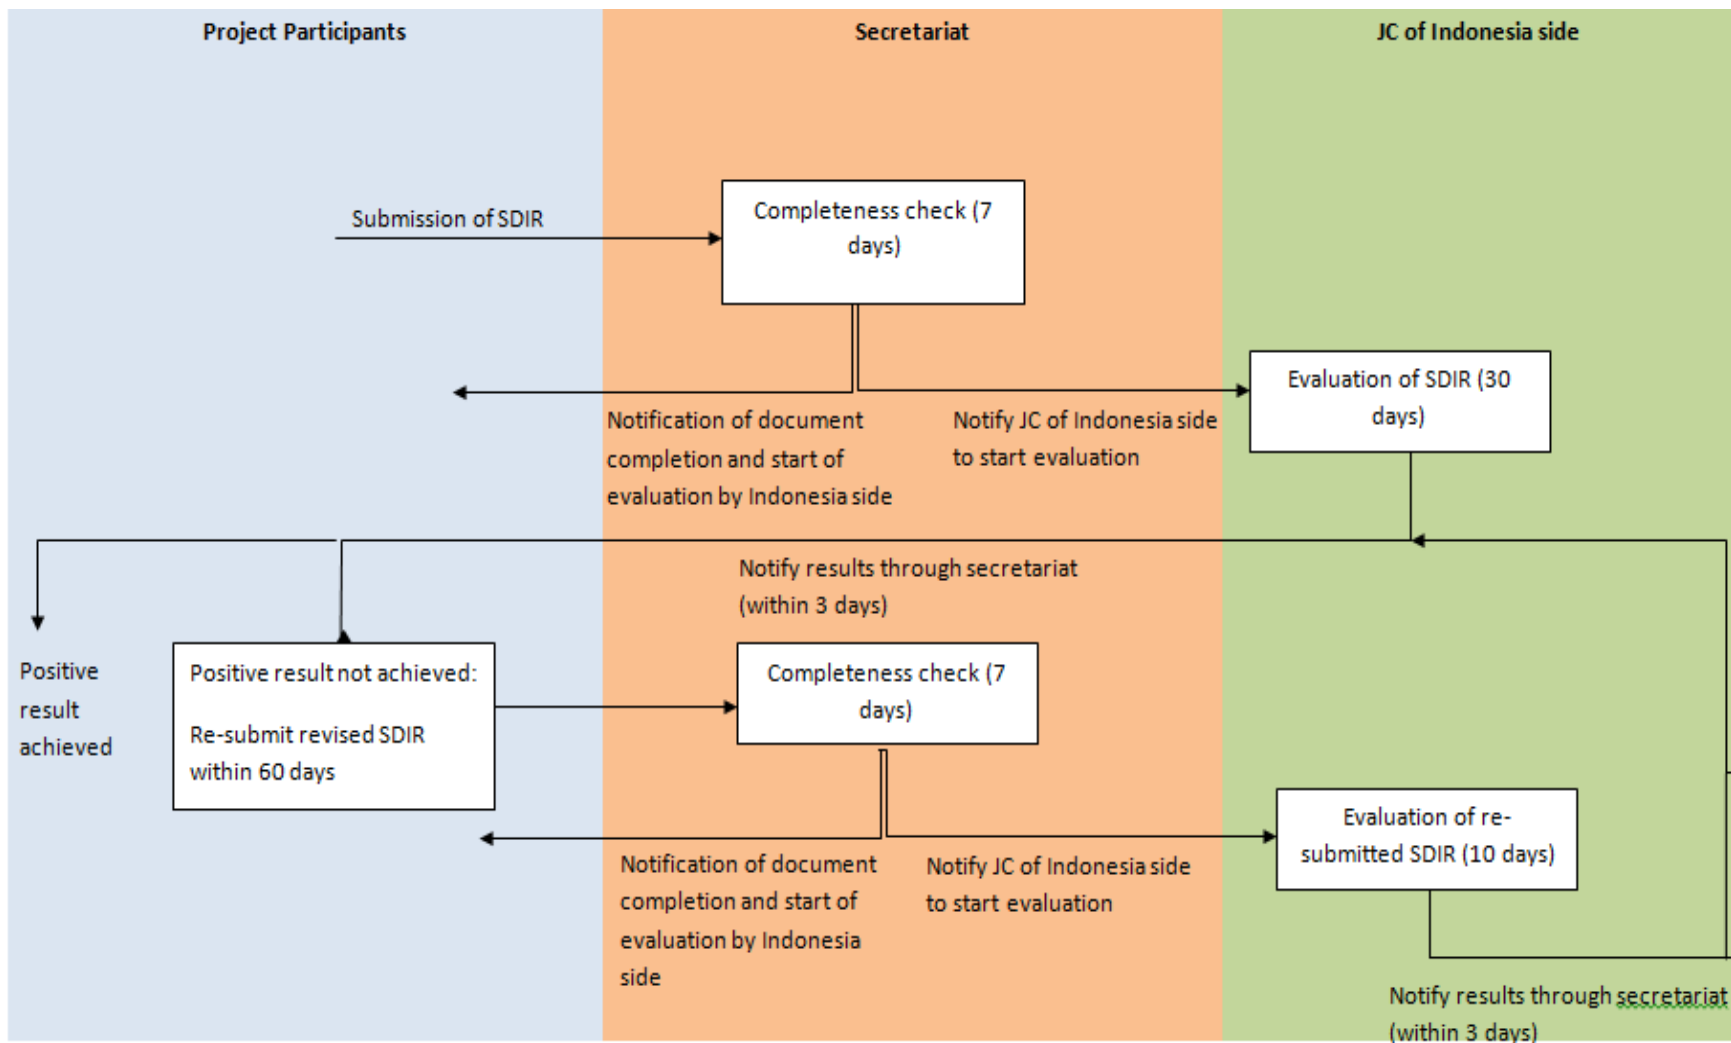 Project Participants
Secretariat
JC of Indonesia side
Submission of SDIR
Completeness check (7
days)
Evaluation of SDIR (30
days)
Notification of document
completion and start of
evaluation by Indonesia side
Notify JC of Indonesia side
to start evaluation
Notify results through secretariat
(within 3 days)
Positive
result
achieved
Positive result not achieved:
Re-submit revised SDIR
within 60 days
Completeness check (7
days)
Evaluation of re-
submitted SDIR (10 days)
Notification of document
completion and start of
evaluation by Indonesia
side
Notify JC of Indonesia side
to start evaluation
Notify results through secretariat
(within 3 days)